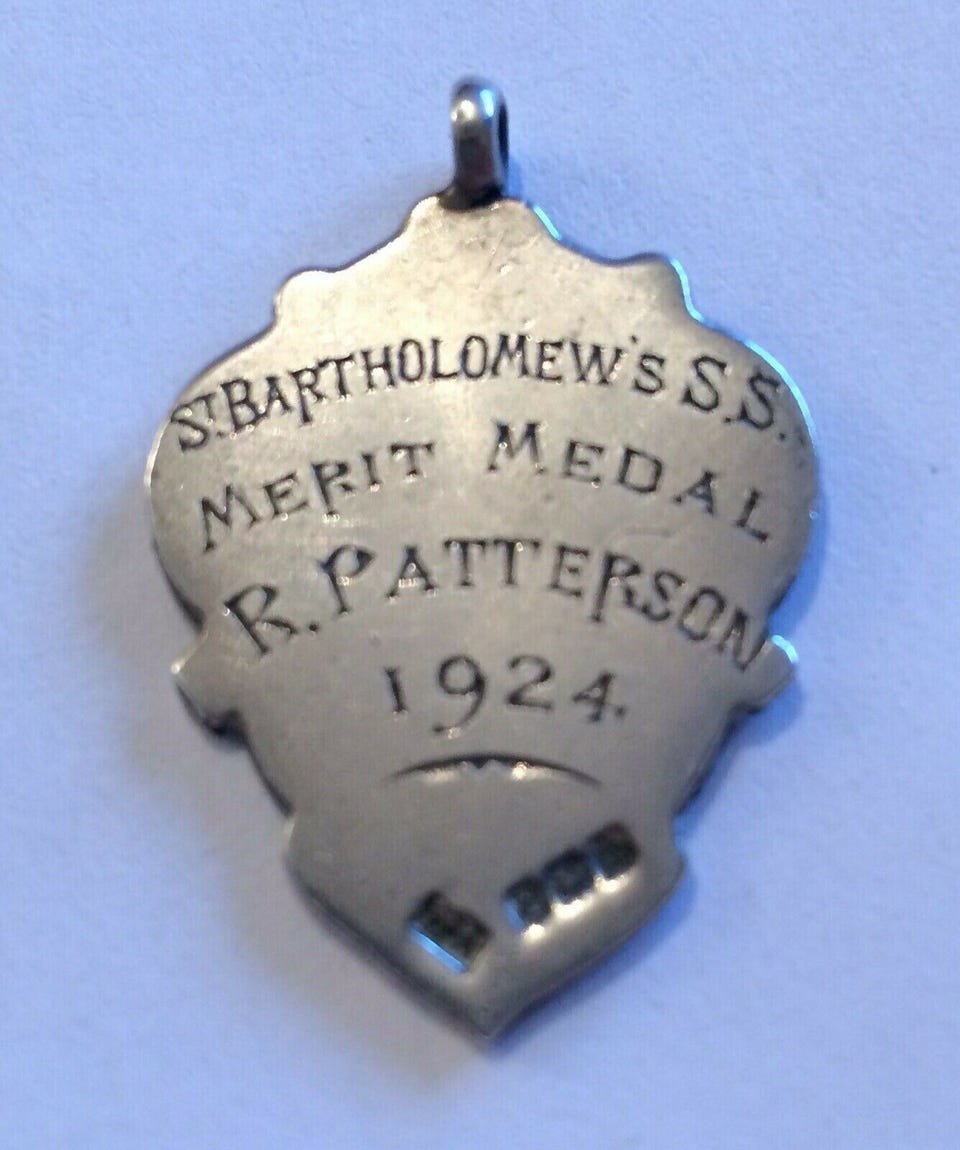 St. BARTHOLOMEW'S S.S.
MERIT MEDAL
R. PATTERSON
1924.